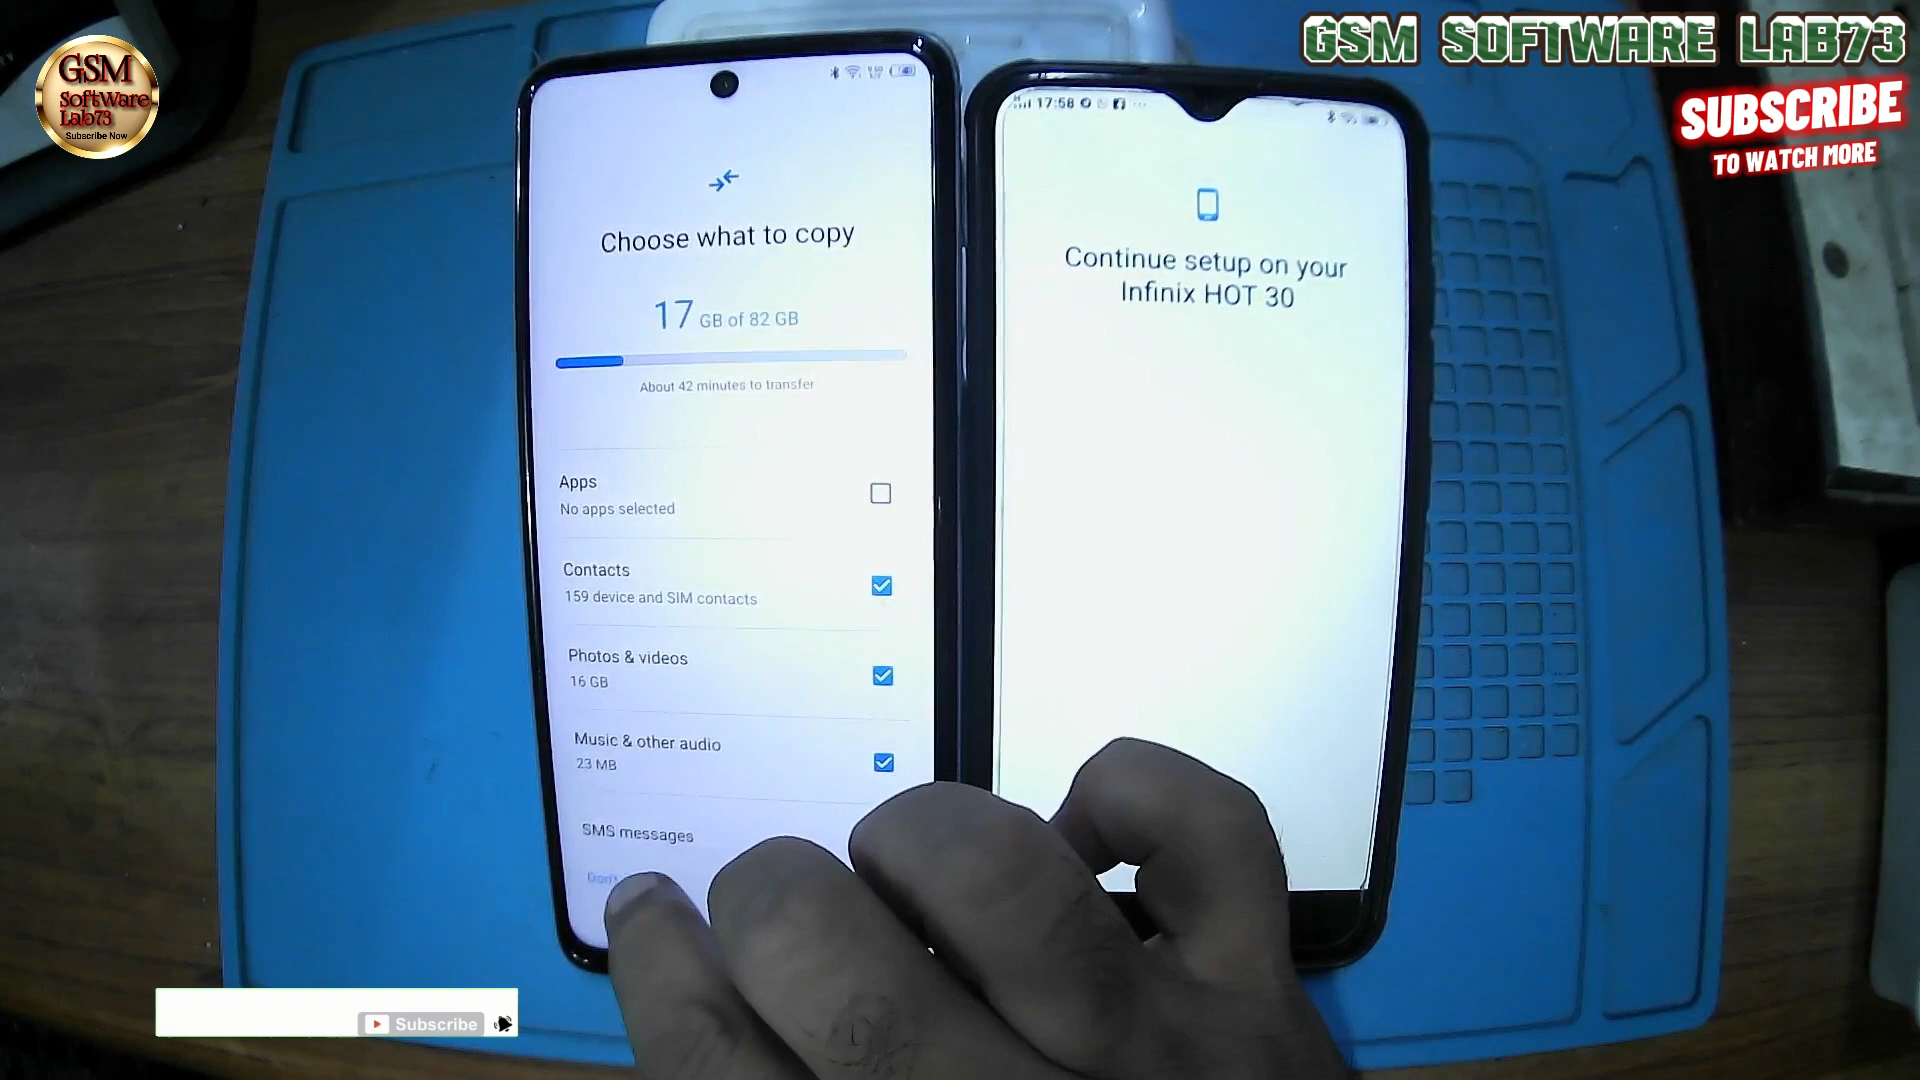 GSM
SoftWare
Lab73
Subscribe Now
GSM SOFTWARE LAB73
SUBSCRIBE
TO WATCH MORE
Choose what to copy
17 GB of 82 GB
About 42 minutes to transfer
Apps
No apps selected
Contacts
159 device and SIM contacts
Photos & videos
16 GB
Music & other audio
23 MB
SMS messages
17:58
Continue setup on your
Infinix HOT 30
Subscribe